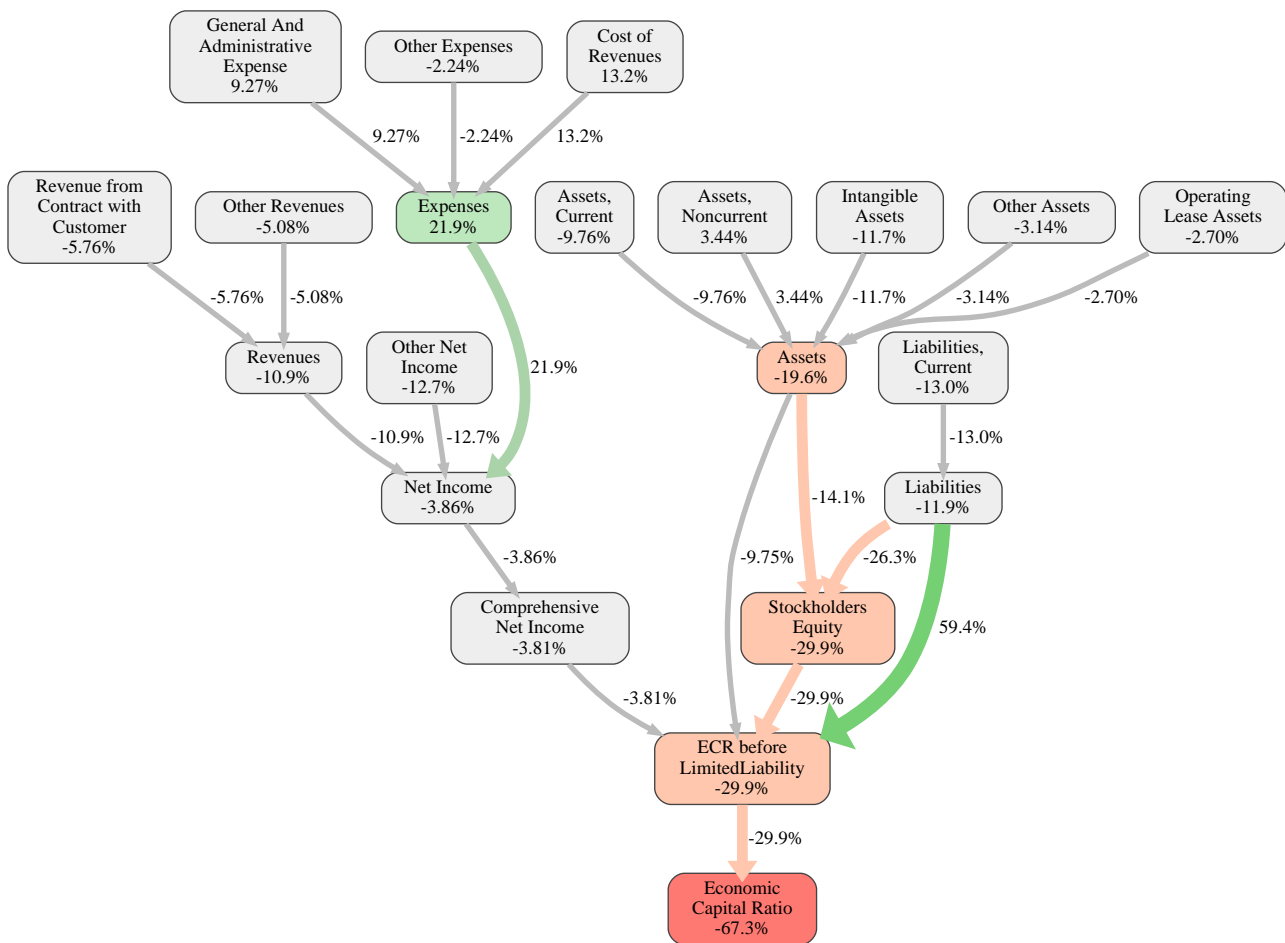 General And
Administrative
Expense
9.27%
Other Expenses
-2.24%
Cost of
Revenues
13.2%
9.27%
-2.24%
13.2%
Revenue from
Contract with
Customer
-5.76%
Other Revenues
-5.08%
Expenses
21.9%
Assets,
Current
-9.76%
Assets,
Noncurrent
3.44%
Intangible
Assets
-11.7%
Other Assets
-3.14%
Operating
Lease Assets
-2.70%
-5.76%
-5.08%
-9.76%
3.44%
-11.7%
-3.14%
-2.70%
Revenues
-10.9%
Other Net
Income
-12.7%
21.9%
Assets
-19.6%
Liabilities,
Current
-13.0%
-10.9%
-12.7%
-13.0%
Net Income
-3.86%
-14.1%
Liabilities
-11.9%
-3.86%
-9.75%
-26.3%
Comprehensive
Net Income
-3.81%
Stockholders
Equity
-29.9%
59.4%
-3.81%
-29.9%
ECR before
LimitedLiability
-29.9%
-29.9%
Economic
Capital Ratio
-67.3%